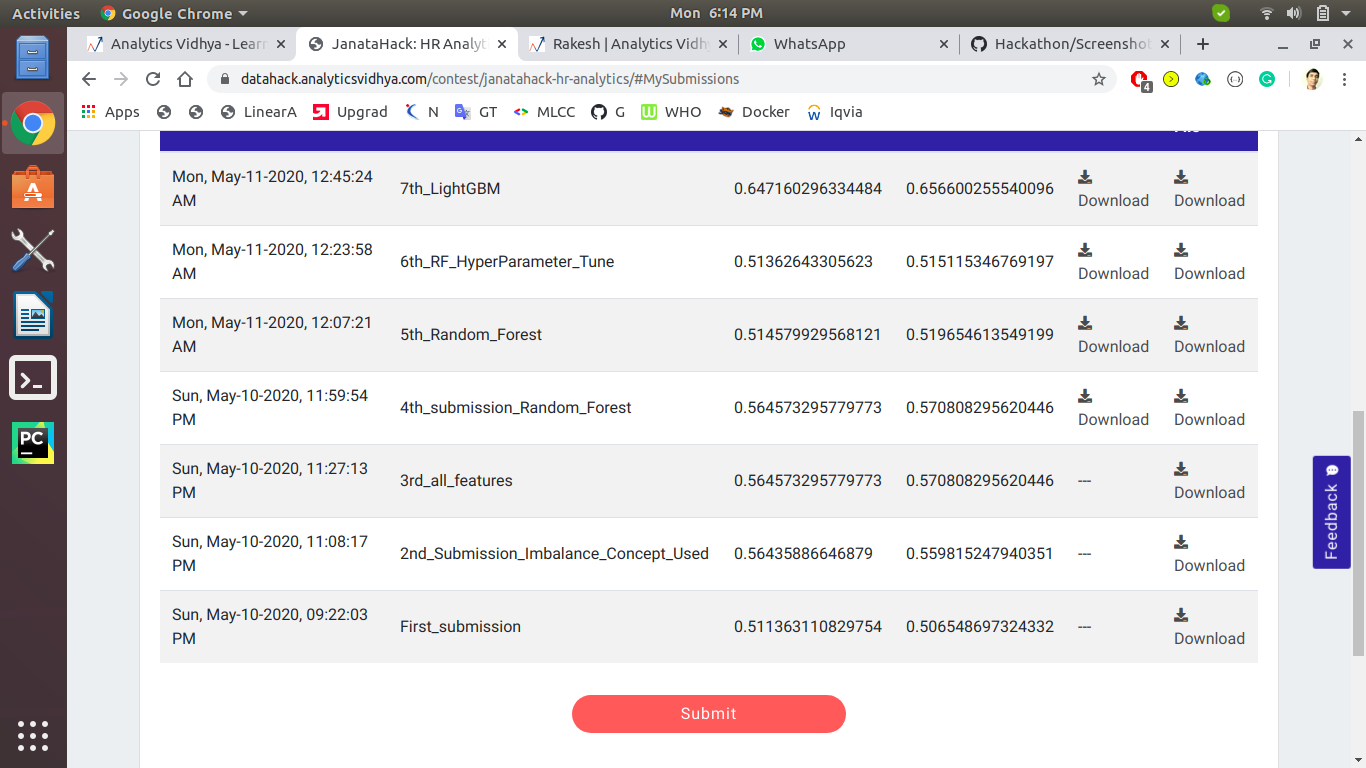 Activities Google Chrome Mon 6:14 PM
Analytics Vidhya - Lear JanataHack: HR Analyt Rakesh | Analytics Vidh WhatsApp Hackathon/Screenshot
datahack.analyticsvidhya.com/contest/janatahack-hr-analytics/#MySubmissions 4
Apps LinearA Upgrad N GT MLCC G WHO Docker Iqvia
Mon, May-11-2020, 12:45:24
AM
7th_LightGBM 0.647160296334484 0.656600255540096 Download Download
Mon, May-11-2020, 12:23:58
AM
6th_RF_HyperParameter_Tune 0.51362643305623 0.515115346769197 Download Download
Mon, May-11-2020, 12:07:21
AM
5th_Random_Forest 0.514579929568121 0.519654613549199 Download Download
Sun, May-10-2020, 11:59:54
PM
4th_submission_Random_Forest 0.564573295779773 0.570808295620446 Download Download
Sun, May-10-2020, 11:27:13
PM
3rd_all_features 0.564573295779773 0.570808295620446 --- Download
Sun, May-10-2020, 11:08:17
PM
2nd_Submission_Imbalance_Concept_Used 0.56435886646879 0.559815247940351 --- Download
Sun, May-10-2020, 09:22:03
PM
First_submission 0.511363110829754 0.506548697324332 --- Download
Submit
Feedback
PC